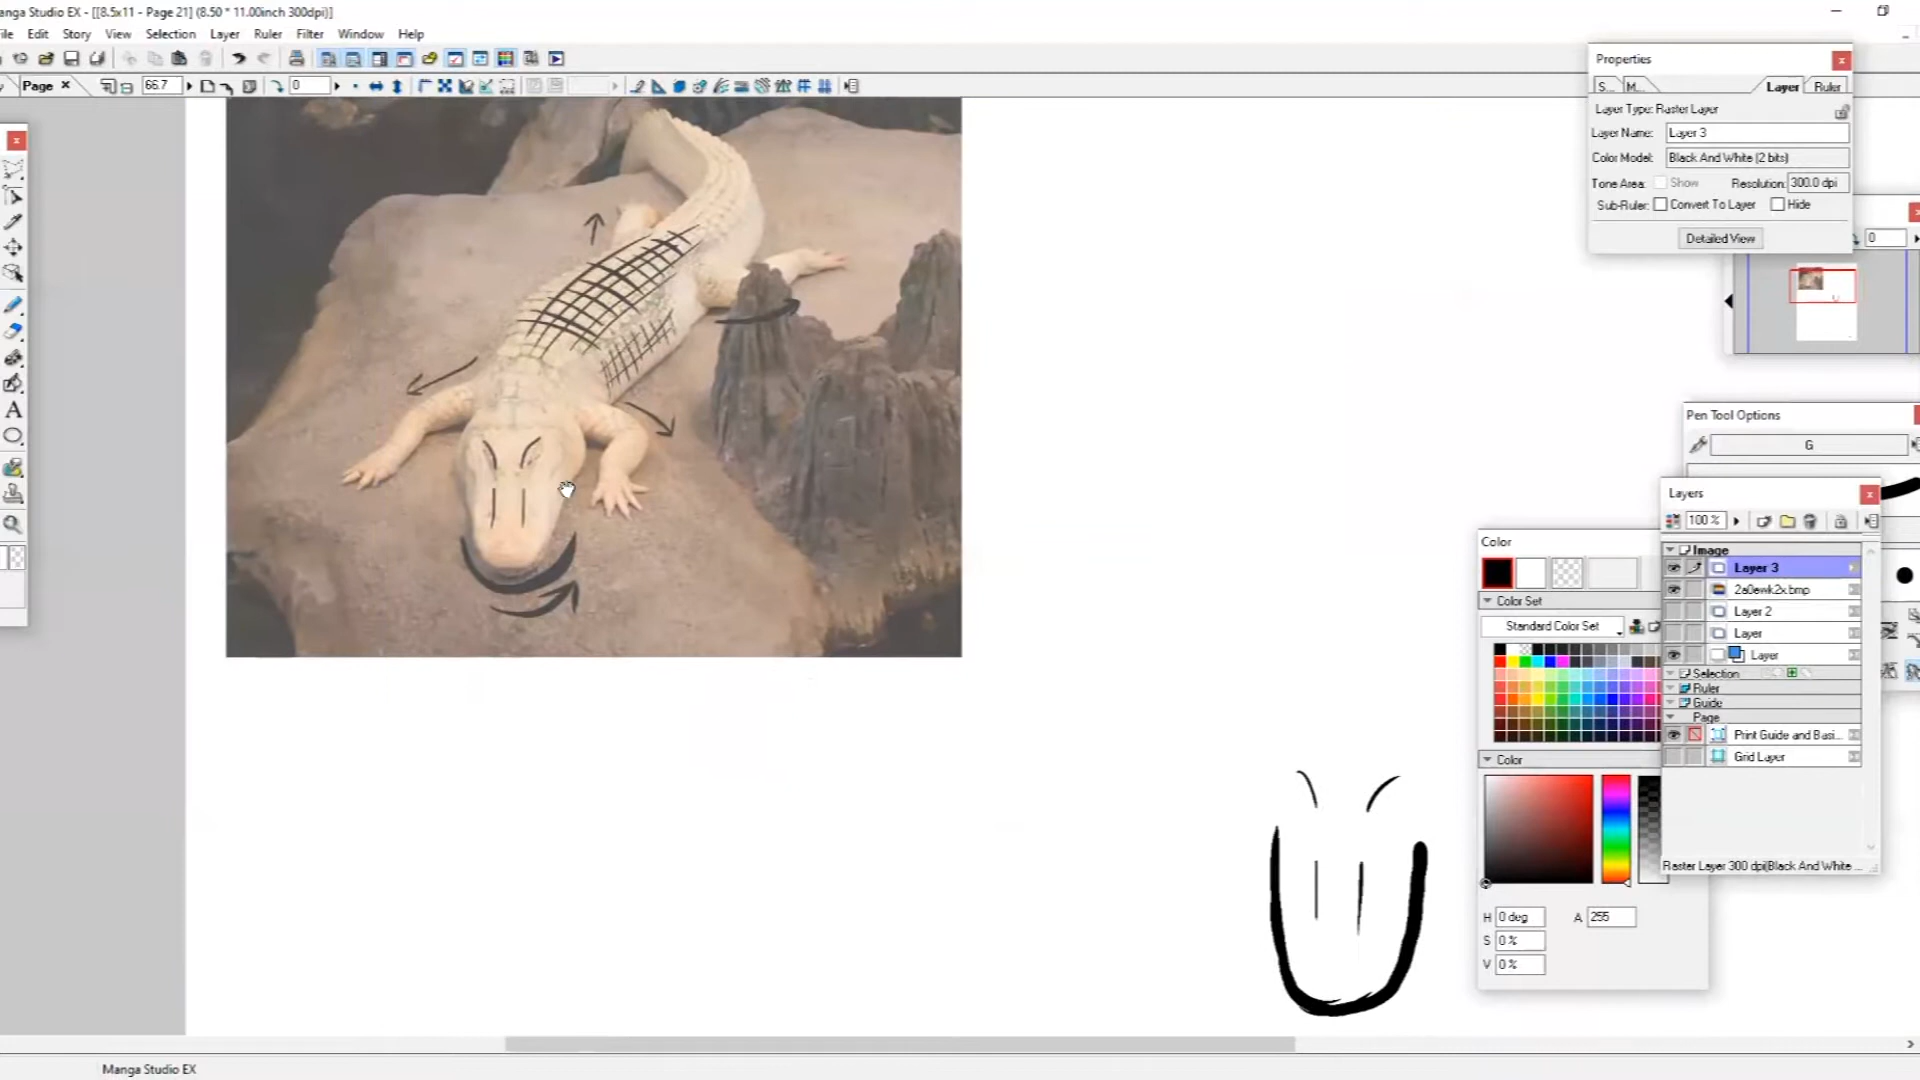 anga Studio EX - [[8.5x11 - Page 21] (8.50 * 11.00inch 300dpi)]
ile Edit Story View Selection Layer Ruler Filter Window Help
Page 66.7 0
Properties
S... M... Layer Ruler
Layer Type: Raster Layer
Layer Name: Layer 3
Color Model: Black And White (2 bits)
Tone Area: Show Resolution: 300.0 dpi
Sub-Ruler: Convert To Layer Hide
Detailed View
0
Pen Tool Options
G
Layers
100 %
Image
Layer 3
2a0ewk2x.bmp
Layer 2
Layer
Layer
Selection
Ruler
Guide
Page
Print Guide and Basi...
Grid Layer
Raster Layer 300 dpi(Black And White ...
Color
Color Set
Standard Color Set
Color
H 0 deg A 255
S 0 %
V 0 %
A
Manga Studio EX